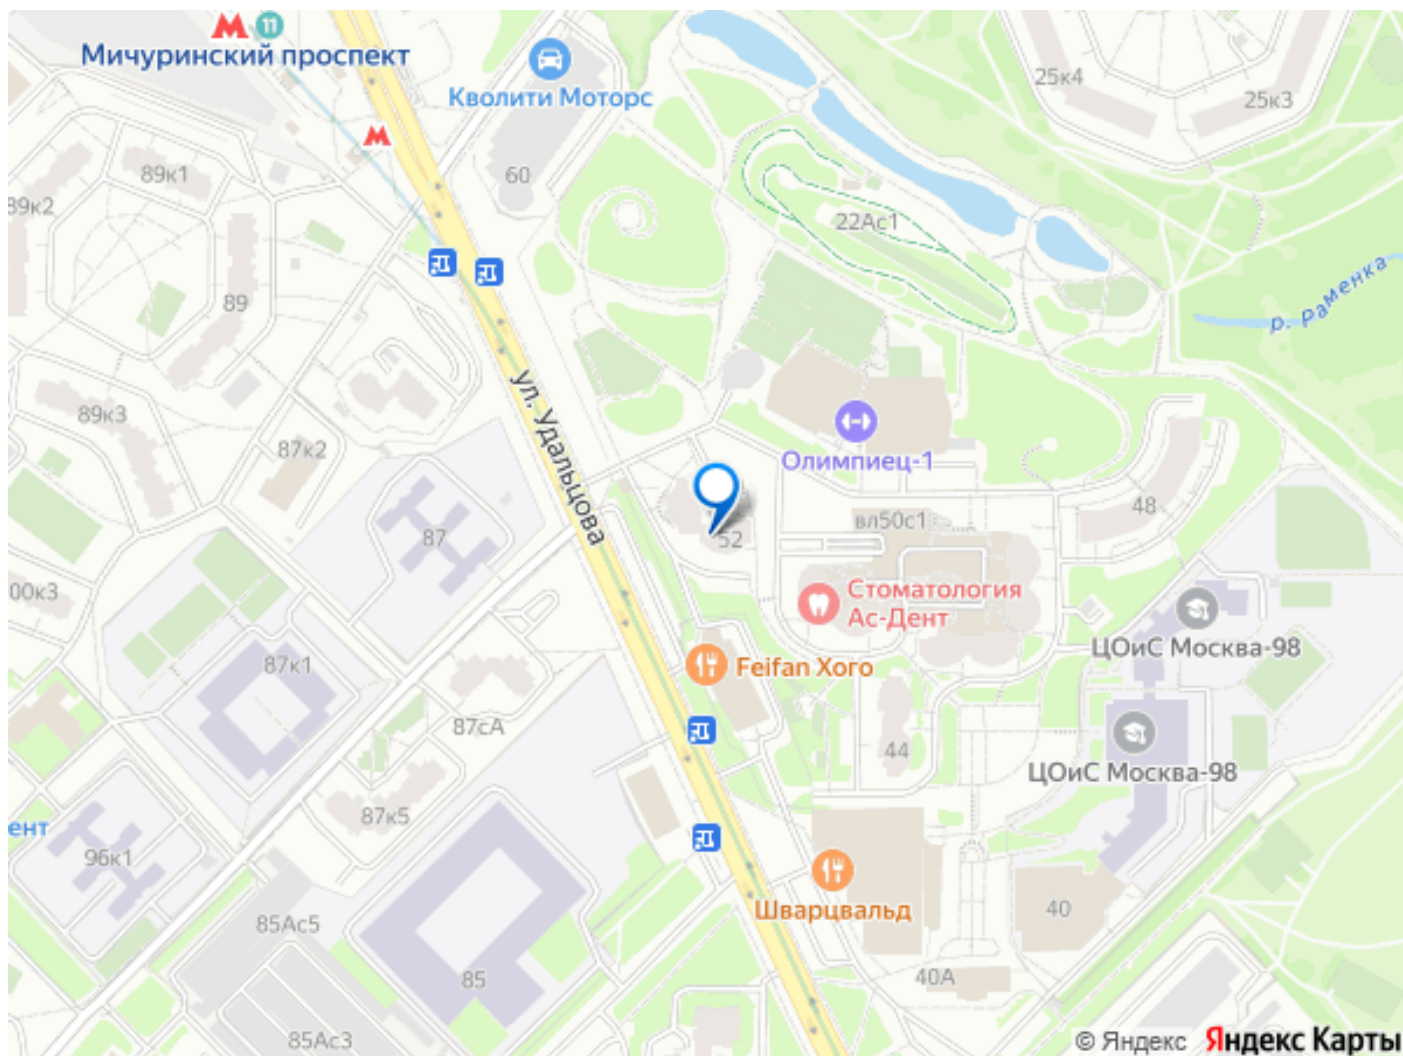 11
Мичуринский проспект
Кволити Моторс
25к4
25к3
89к1
60
39к2
22Ас1
р. Раменка
89
ул. Удальцова
89к3
87к2
Олимпиец-1
48
вл50с1
87
52
00к3
Стоматология
Ас-Дент
ЦОиС Москва-98
87к1
Feifan Хого
87сА
44
ЦОиС Москва-98
87к5
ент
96к1
Шварцвальд
40
85Ас5
85
40А
85Ас3
© Яндекс Яндекс Карты